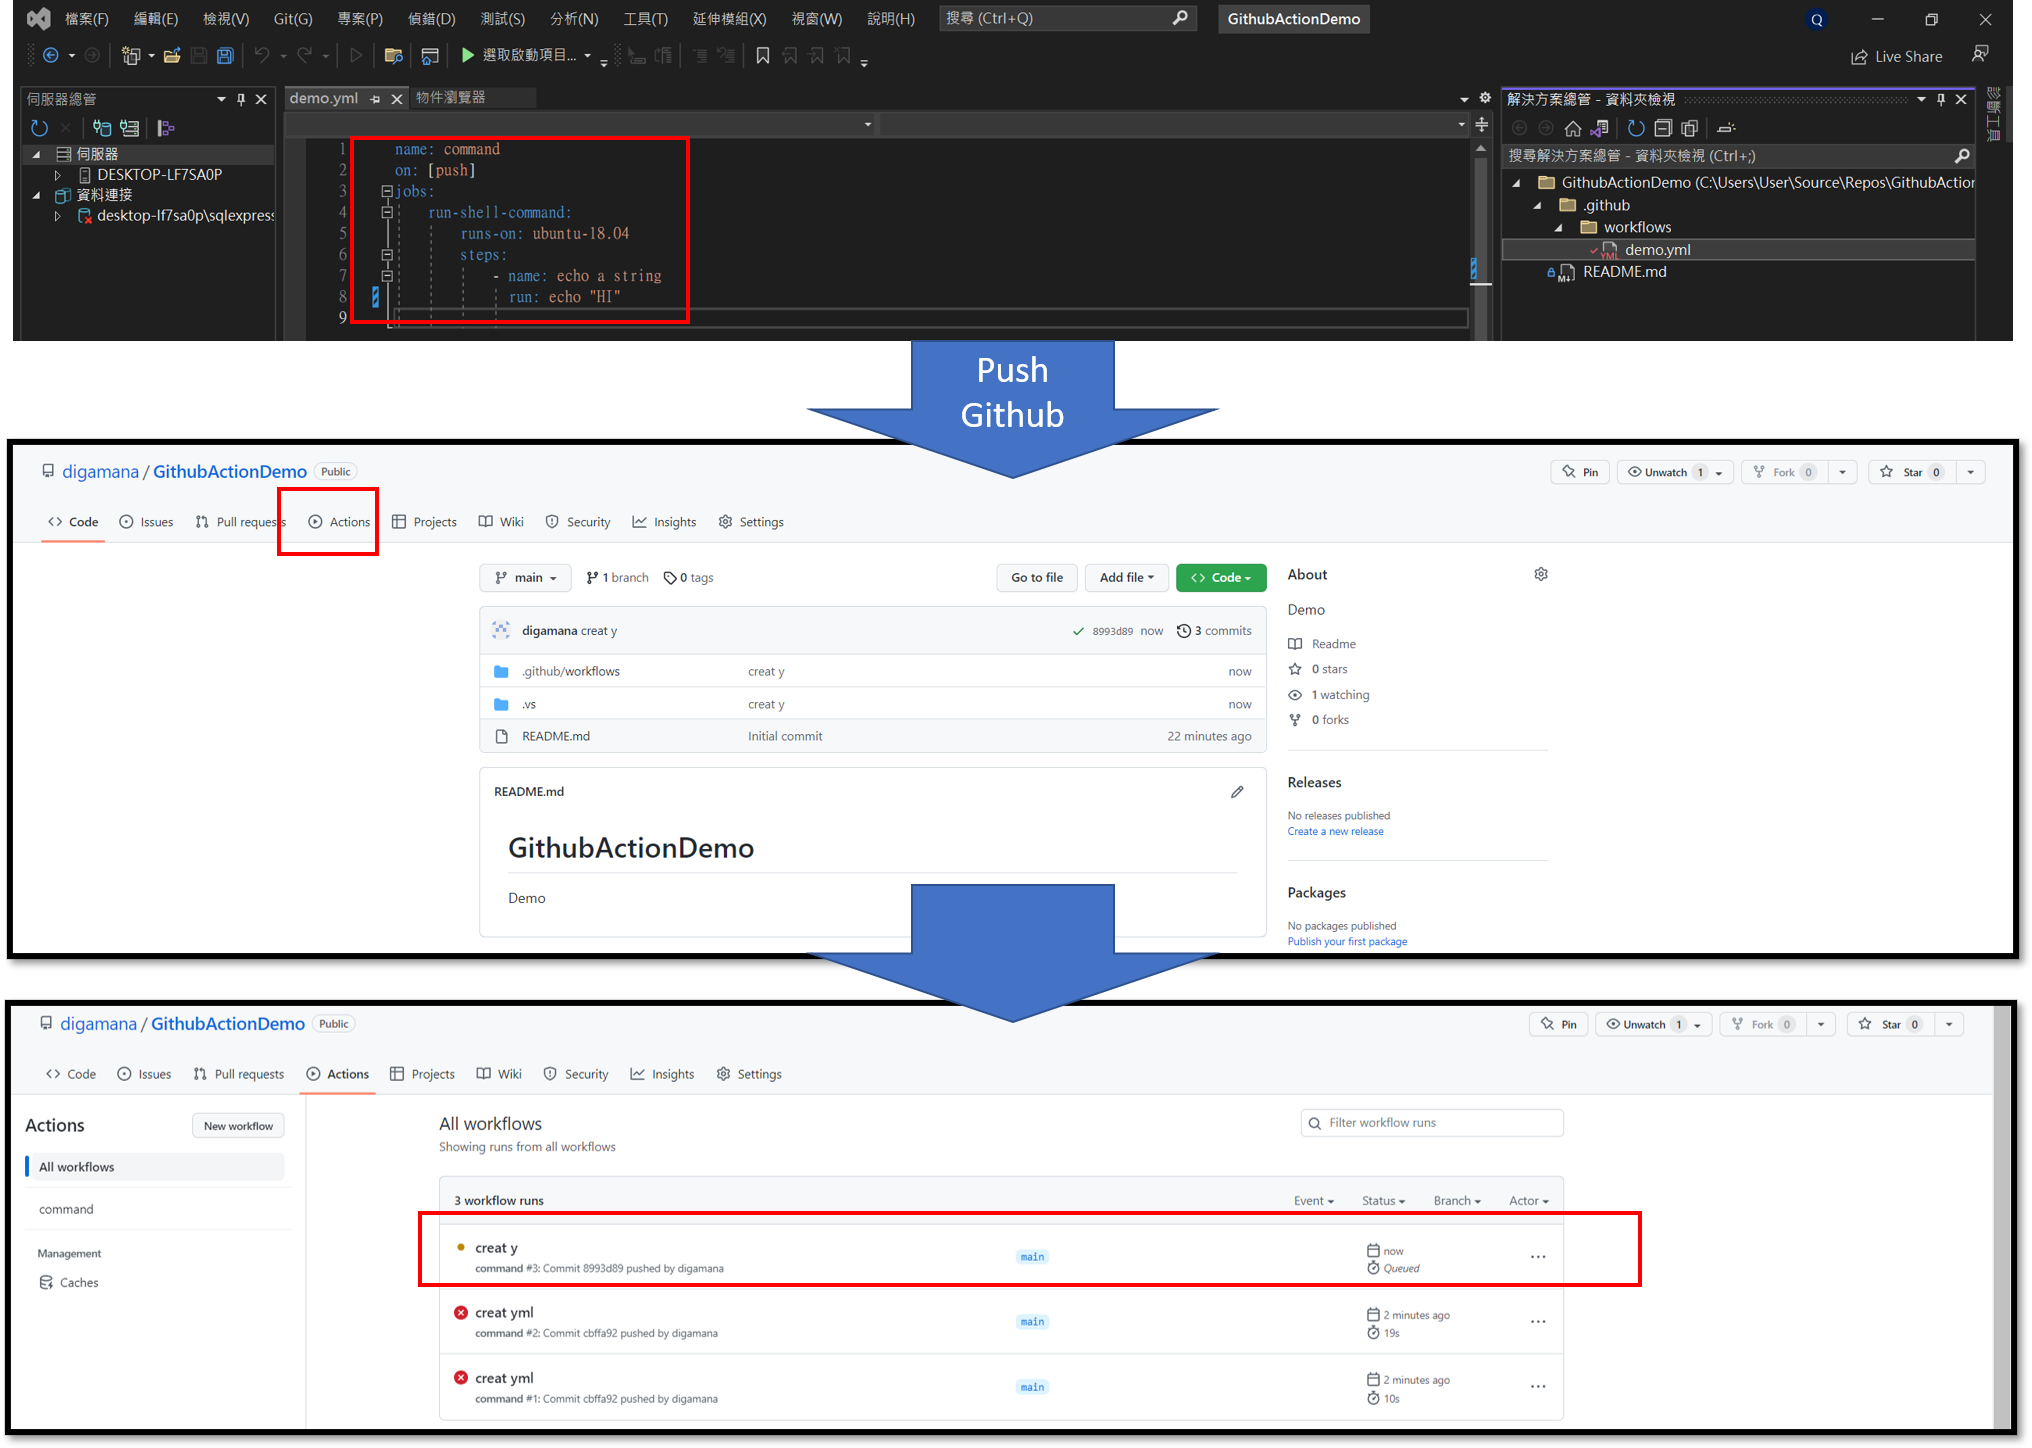 檔案(F) 編輯(E) 檢視(V) Git(G) 專案(P) 偵錯(D) 測試(S) 分析(N) 工具(T) 延伸模組(X) 視窗(W) 說明(H) 搜尋 (Ctrl+Q) GithubActionDemo Q
選取啟動項目... Live Share
伺服器總管
伺服器
DESKTOP-LF7SA0P
資料連接
desktop-lf7sa0p\sqlexpres
demo.yml 物件瀏覽器
1 name: command
2 on: [push]
3 jobs:
4 run-shell-command:
5 runs-on: ubuntu-18.04
6 steps:
7 - name: echo a string
8 run: echo "HI"
9
解決方案總管 - 資料夾檢視
搜尋解決方案總管 - 資料夾檢視 (Ctrl+;)
GithubActionDemo (C:\Users\User\Source\Repos\GithubAction
.github
workflows
YML demo.yml
README.md
診斷工具
Push
Github
digamana / GithubActionDemo Public
Pin Unwatch 1 Fork 0 Star 0
Code Issues Pull requests Actions Projects Wiki Security Insights Settings
main 1 branch 0 tags Go to file Add file Code
digamana creat y 8993d89 now 3 commits
.github/workflows creat y now
.vs creat y now
README.md Initial commit 22 minutes ago
README.md
GithubActionDemo
Demo
About
Demo
Readme
0 stars
1 watching
0 forks
Releases
No releases published
Create a new release
Packages
No packages published
Publish your first package
digamana / GithubActionDemo Public
Pin Unwatch 1 Fork 0 Star 0
Code Issues Pull requests Actions Projects Wiki Security Insights Settings
Actions New workflow
All workflows
command
Management
Caches
All workflows
Showing runs from all workflows
Filter workflow runs
3 workflow runs Event Status Branch Actor
creat y
command #3: Commit 8993d89 pushed by digamana
main
now
Queued
creat yml
command #2: Commit cbffa92 pushed by digamana
main
2 minutes ago
19s
creat yml
command #1: Commit cbffa92 pushed by digamana
main
2 minutes ago
10s